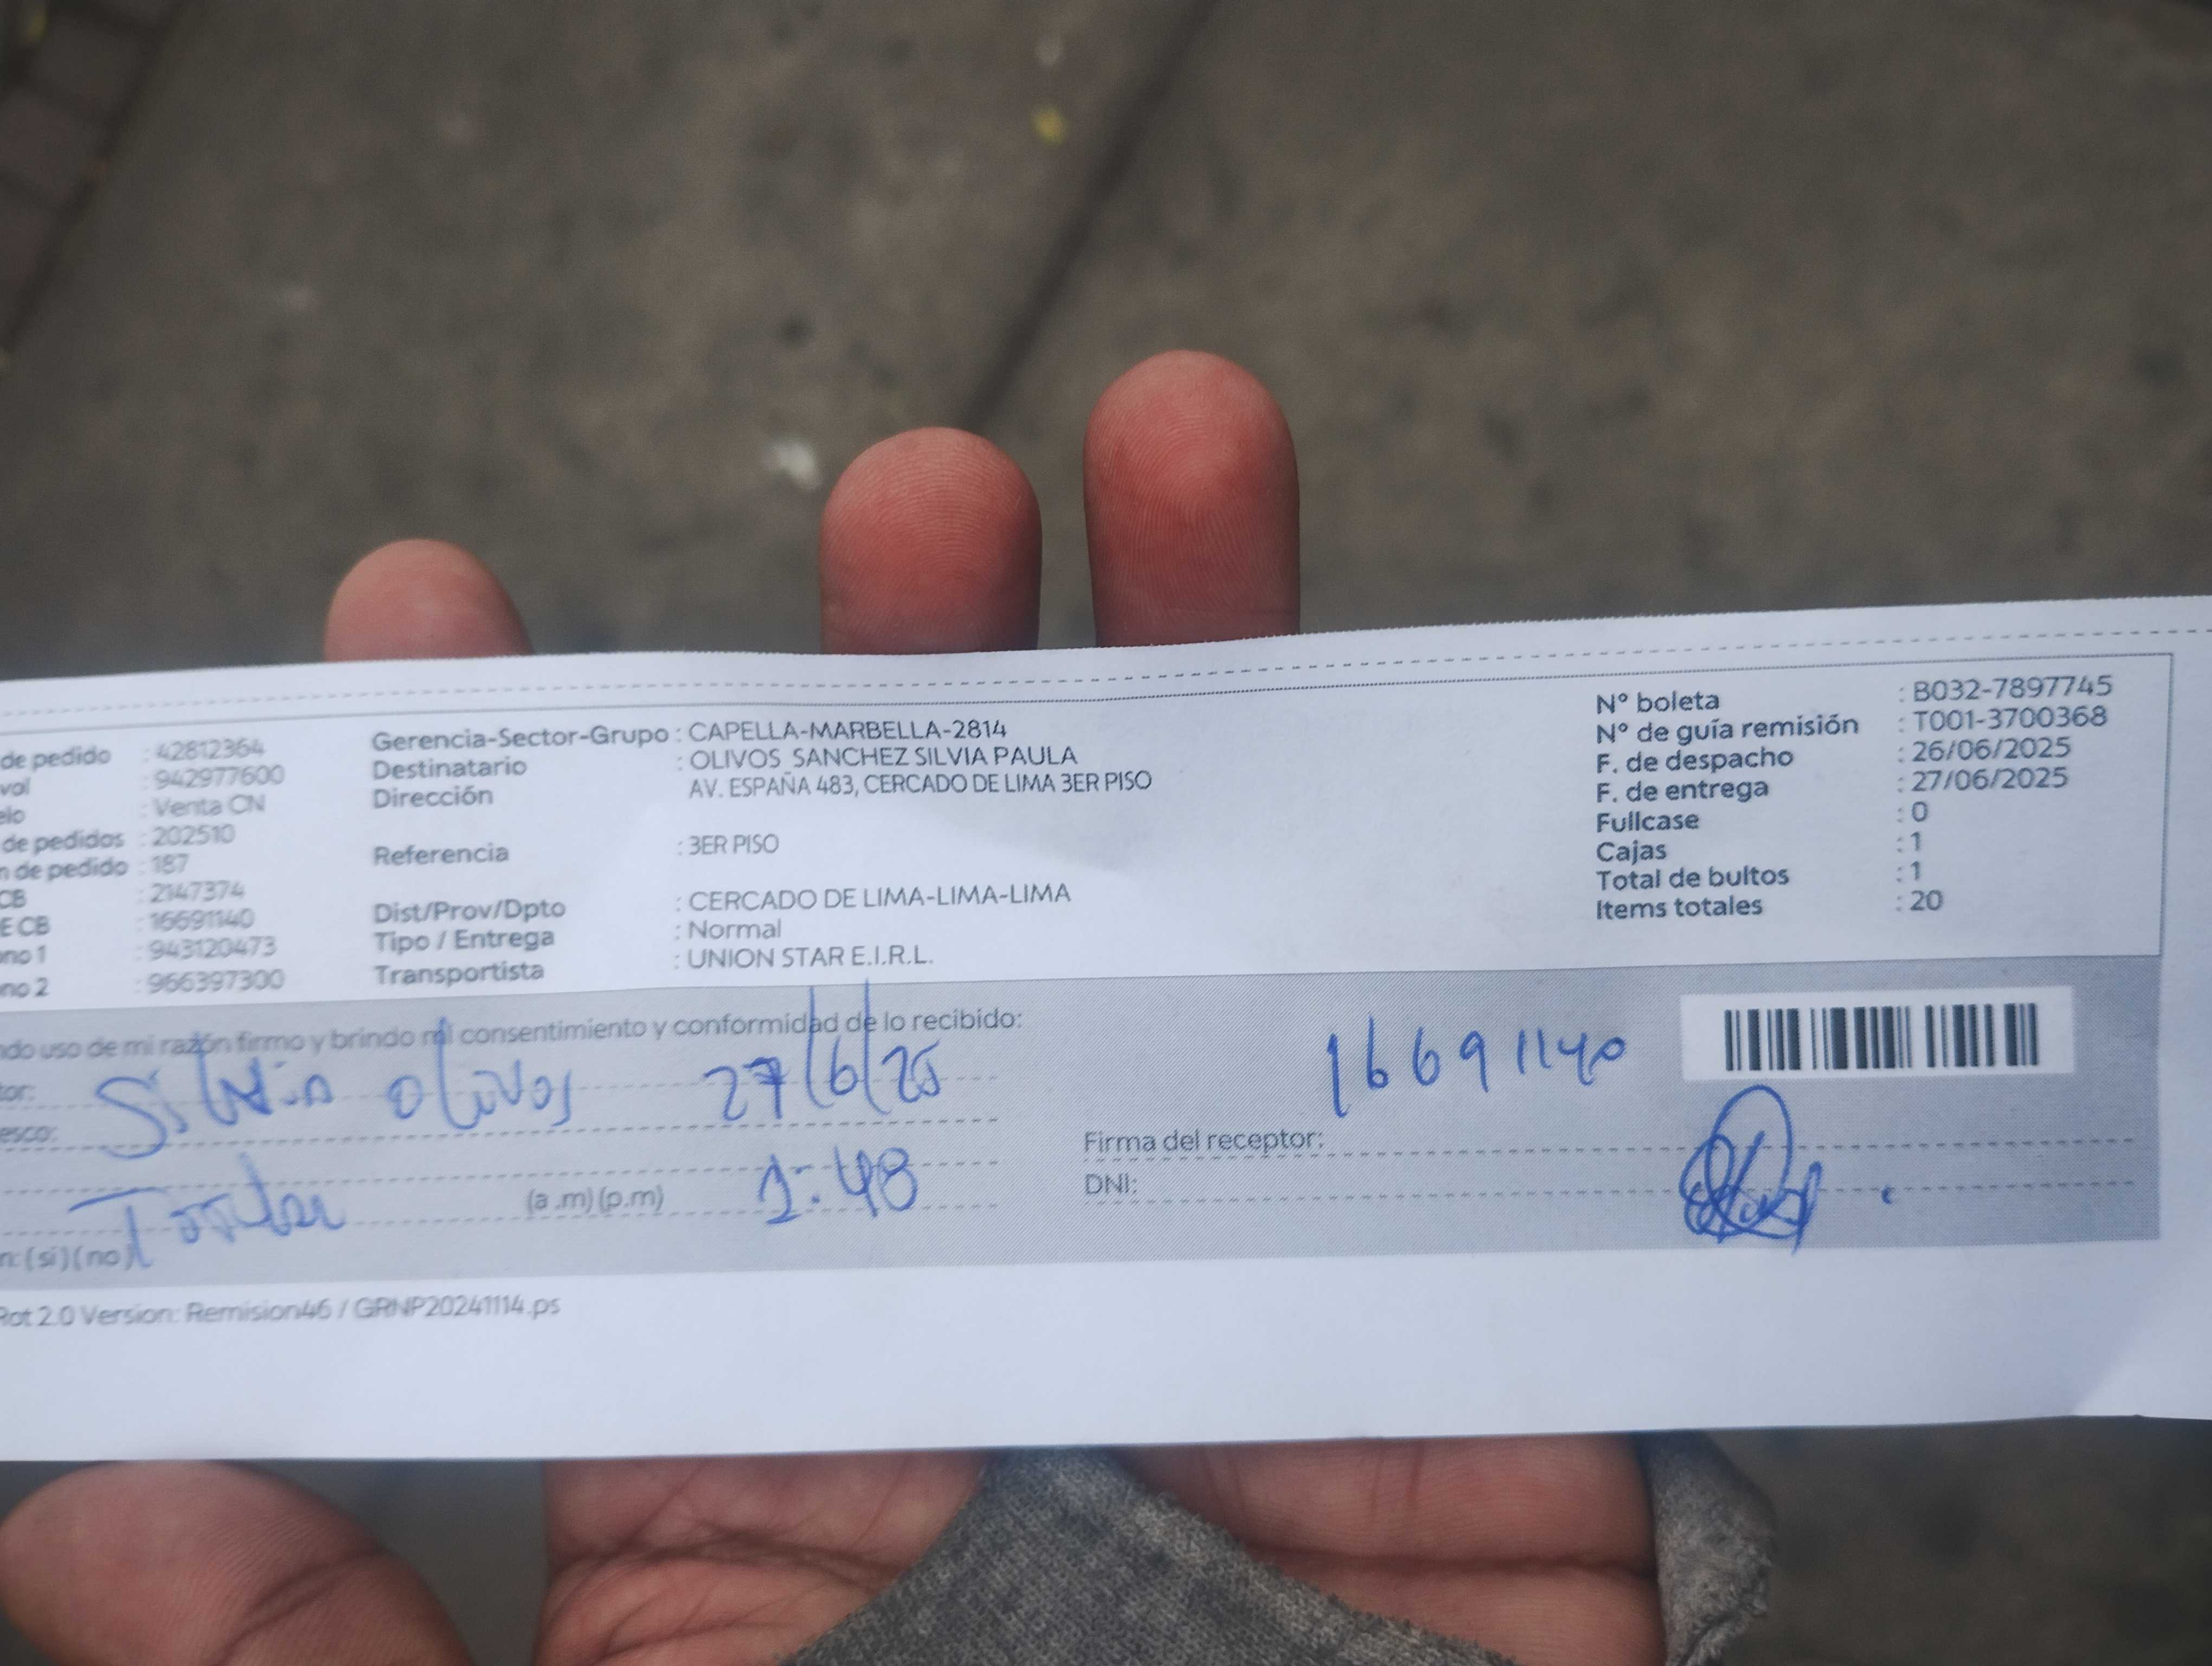 de pedido : 42812364
vol : 942977600
elo : Venta CN
de pedidos : 202510
n de pedido : 187
CB : 2147374
E CB : 16691140
ono 1 : 943120473
no 2 : 966397300
Gerencia-Sector-Grupo : CAPELLA-MARBELLA-2814
Destinatario : OLIVOS SANCHEZ SILVIA PAULA
Dirección AV. ESPAÑA 483, CERCADO DE LIMA 3ER PISO
Referencia : 3ER PISO
Dist/Prov/Dpto : CERCADO DE LIMA-LIMA-LIMA
Tipo / Entrega : Normal
Transportista : UNION STAR E.I.R.L.
N° boleta : B032-7897745
N° de guía remisión : T001-3700368
F. de despacho : 26/06/2025
F. de entrega : 27/06/2025
Fullcase : 0
Cajas : 1
Total de bultos : 1
Items totales : 20
ndo uso de mi razón firmo y brindo mi consentimiento y conformidad de lo recibido:
tor: Silvia olivos 27/6/25
esco:
(a.m)(p.m) 1:48
n: (si)(no)
16691140
Firma del receptor:
DNI:
Rot 2.0 Version: Remision46 / GRNP20241114.ps